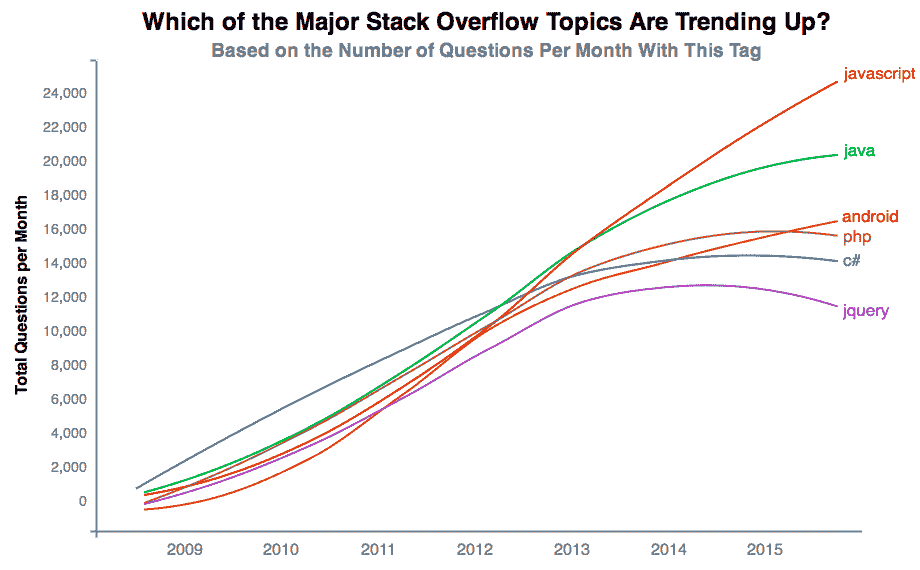 Which of the Major Stack Overflow Topics Are Trending Up?
Based on the Number of Questions Per Month With This Tag
Total Questions per Month
24,000
22,000
20,000
18,000
16,000
14,000
12,000
10,000
8,000
6,000
4,000
2,000
0
javascript
java
android
php
c#
jquery
2009 2010 2011 2012 2013 2014 2015